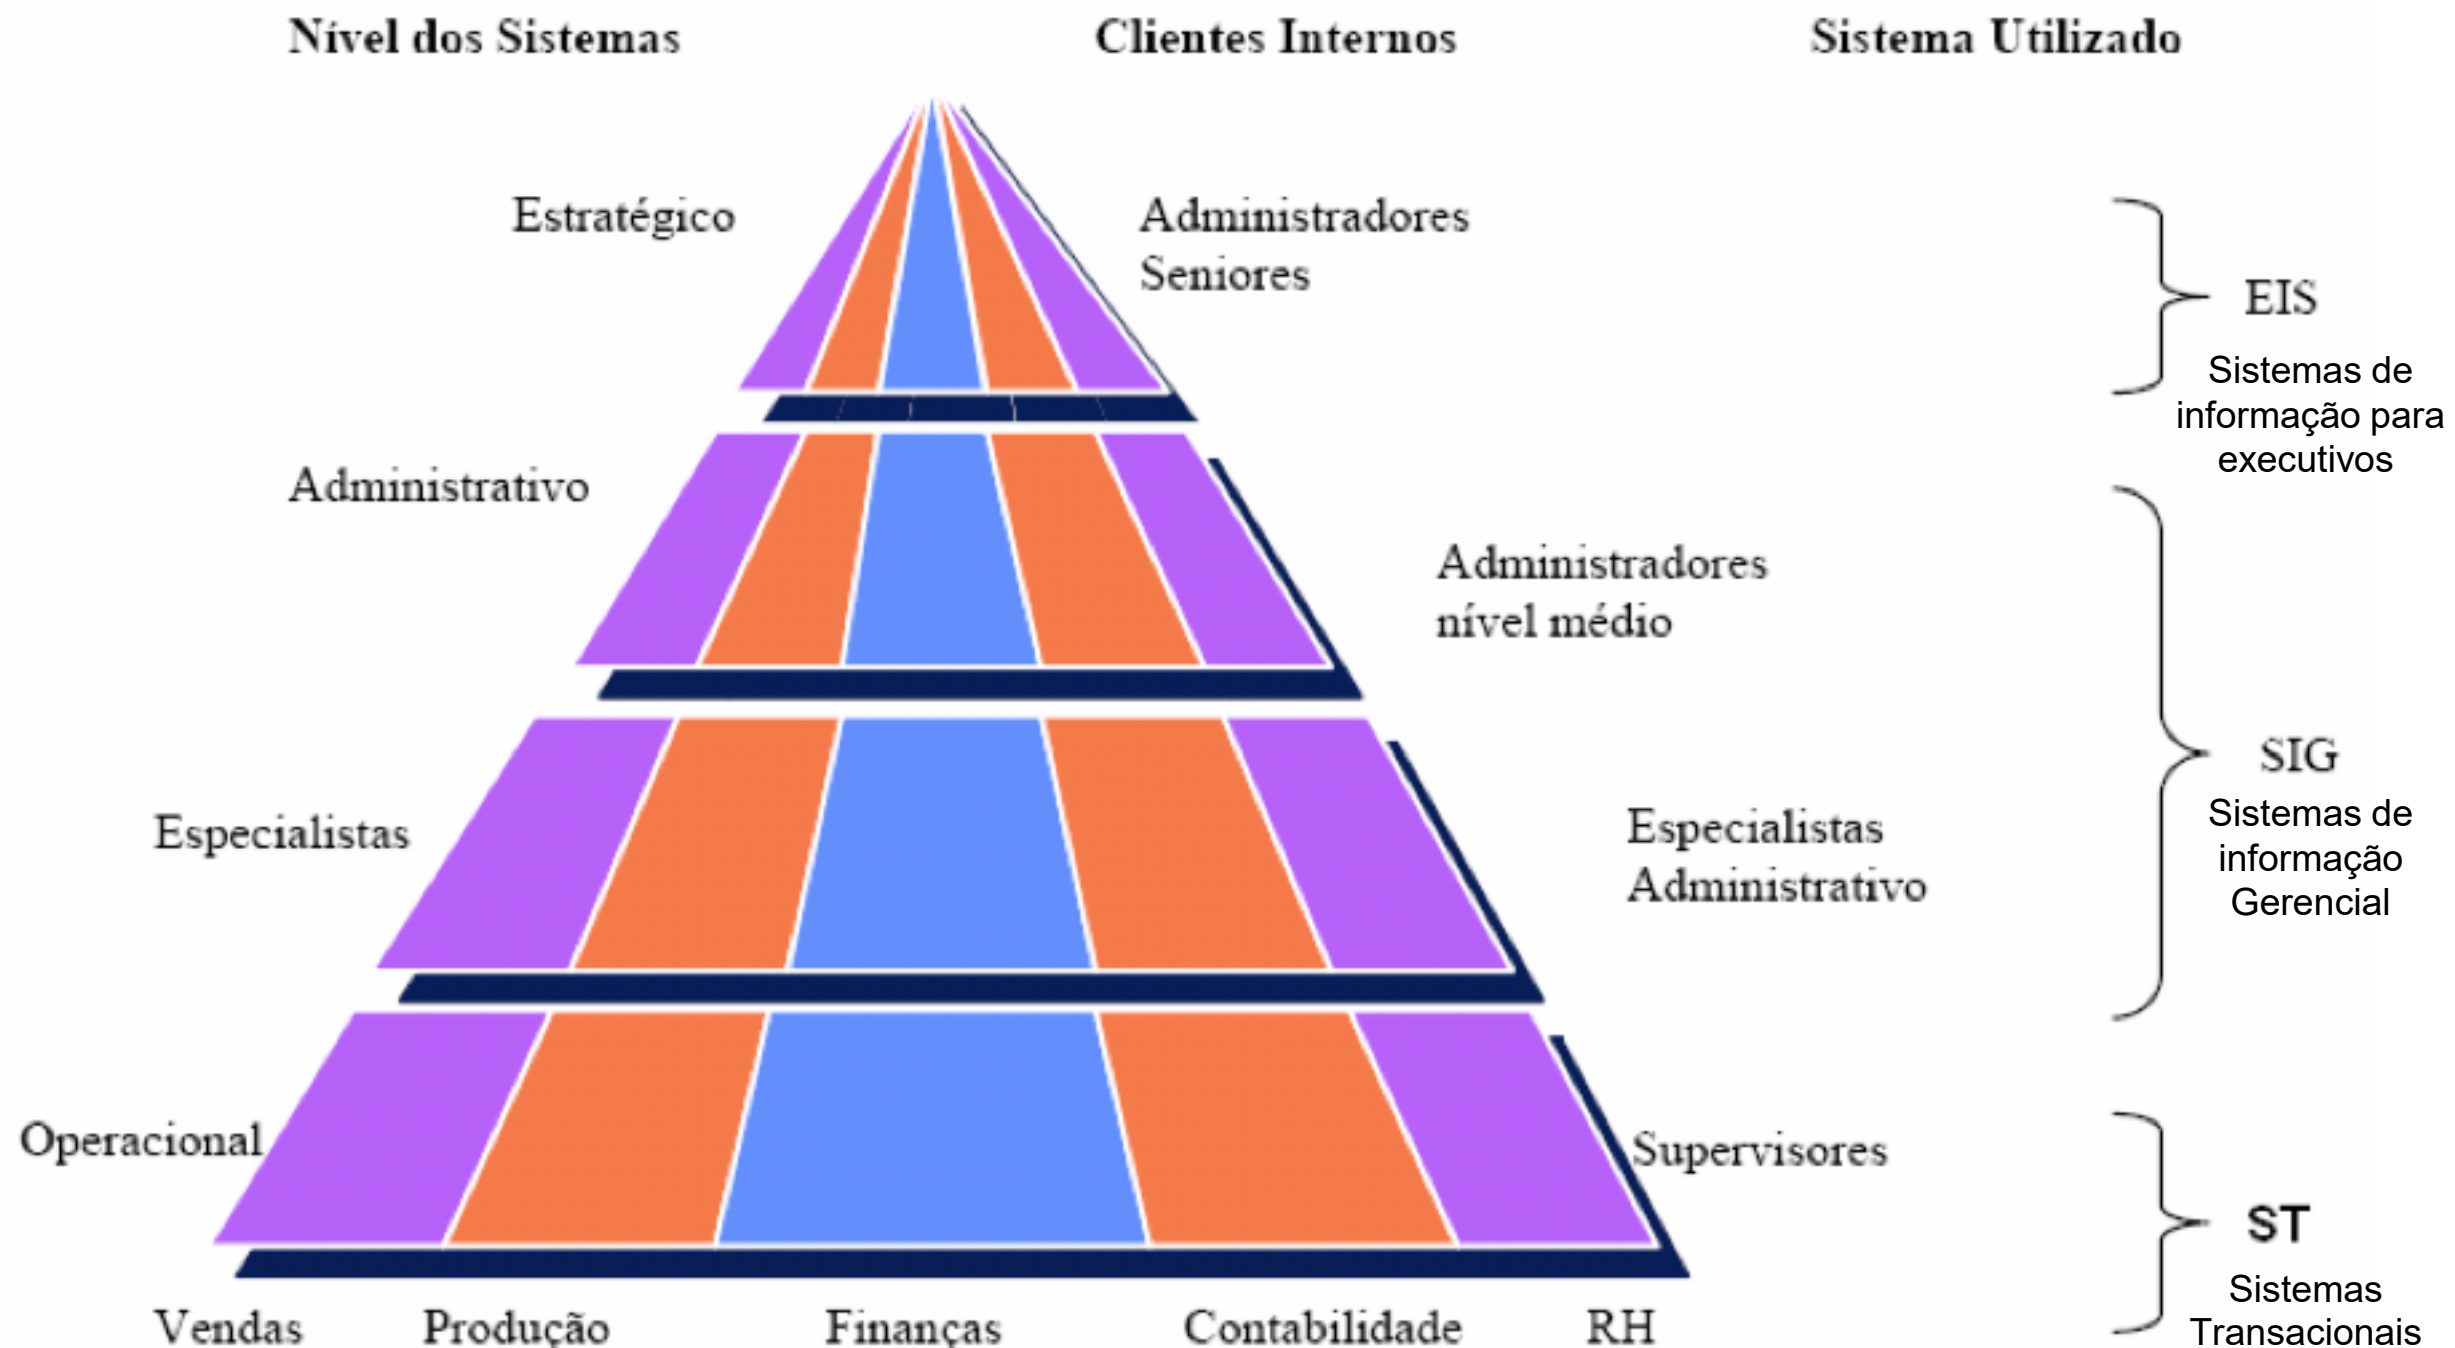 Nível dos Sistemas
Clientes Internos
Sistema Utilizado
Estratégico
Administradores
Seniores
EIS
Sistemas de
informação para
executivos
Administrativo
Administradores
nível médio
SIG
Sistemas de
informação
Gerencial
Especialistas
Especialistas
Administrativo
Operacional
Supervisores
ST
Sistemas
Transacionais
Vendas
Produção
Finanças
Contabilidade
RH